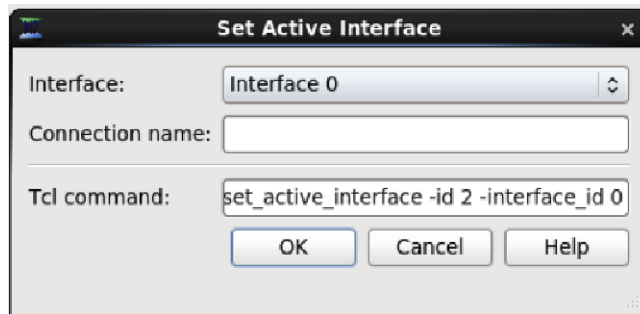 Set Active Interface
Interface: Interface 0
Connection name:
Tcl command: set_active_interface -id 2 -interface_id 0
OK Cancel Help